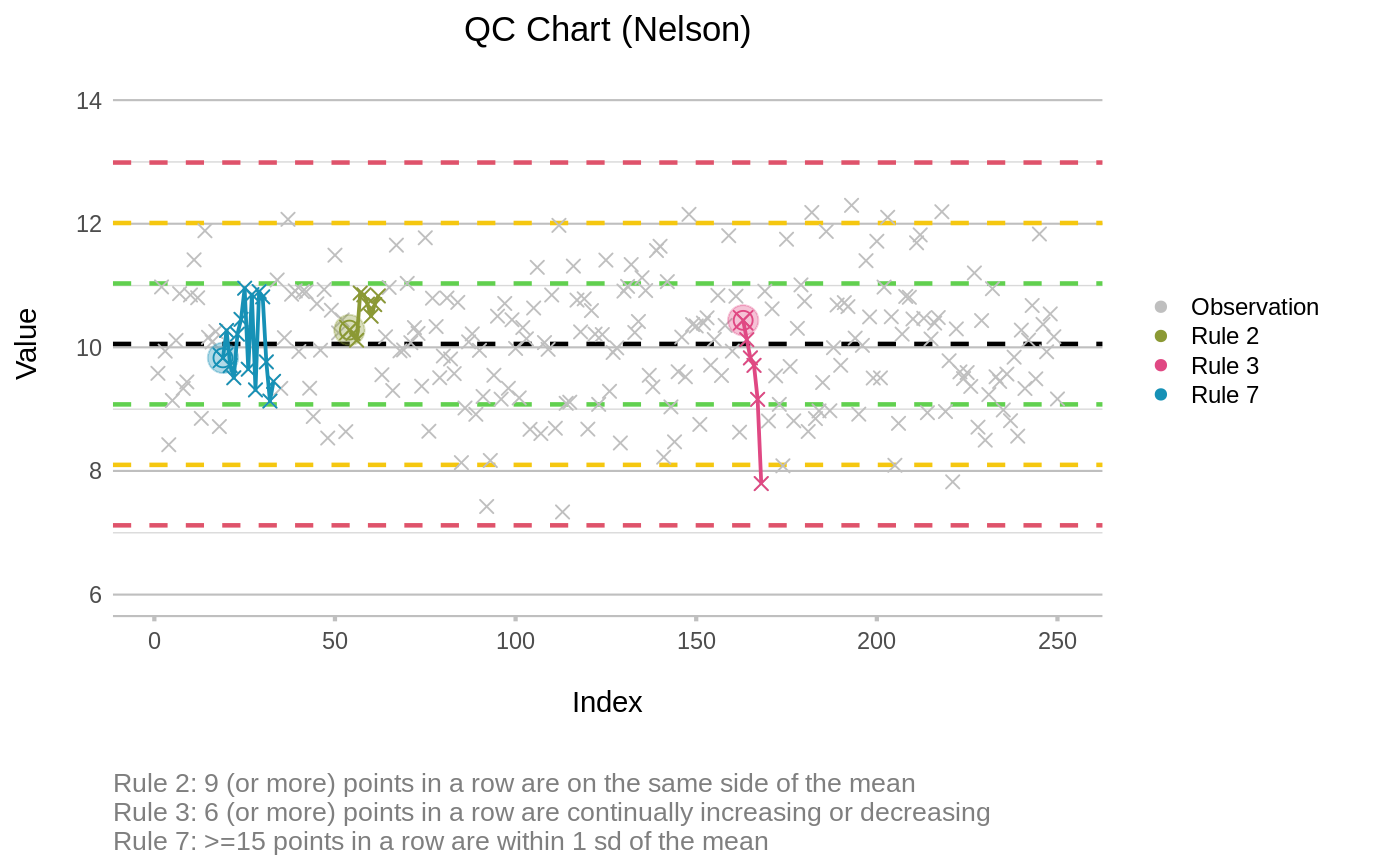 QC Chart (Nelson)
14
12
10
8
6
Value
0 50 100 150 200 250
Index
Observation
Rule 2
Rule 3
Rule 7
Rule 2: 9 (or more) points in a row are on the same side of the mean
Rule 3: 6 (or more) points in a row are continually increasing or decreasing
Rule 7: >=15 points in a row are within 1 sd of the mean